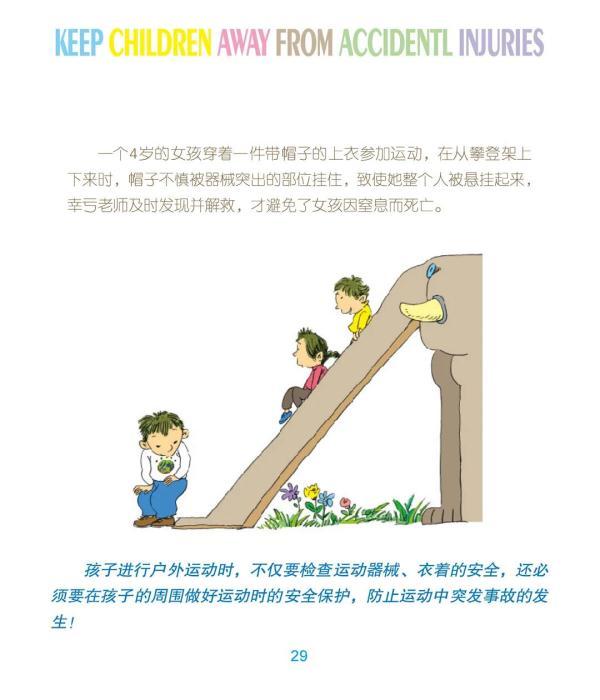 KEEP CHILDREN AWAY FROM ACCIDENTL INJURIES
一个4岁的女孩穿着一件带帽子的上衣参加运动，在从攀登架上
下来时，帽子不慎被器械突出的部位挂住，致使她整个人被悬挂起来，
幸亏老师及时发现并解救，才避免了女孩因窒息而死亡。
孩子进行户外运动时，不仅要检查运动器械、衣着的安全，还必
须要在孩子的周围做好运动时的安全保护，防止运动中突发事故的发
生！
29